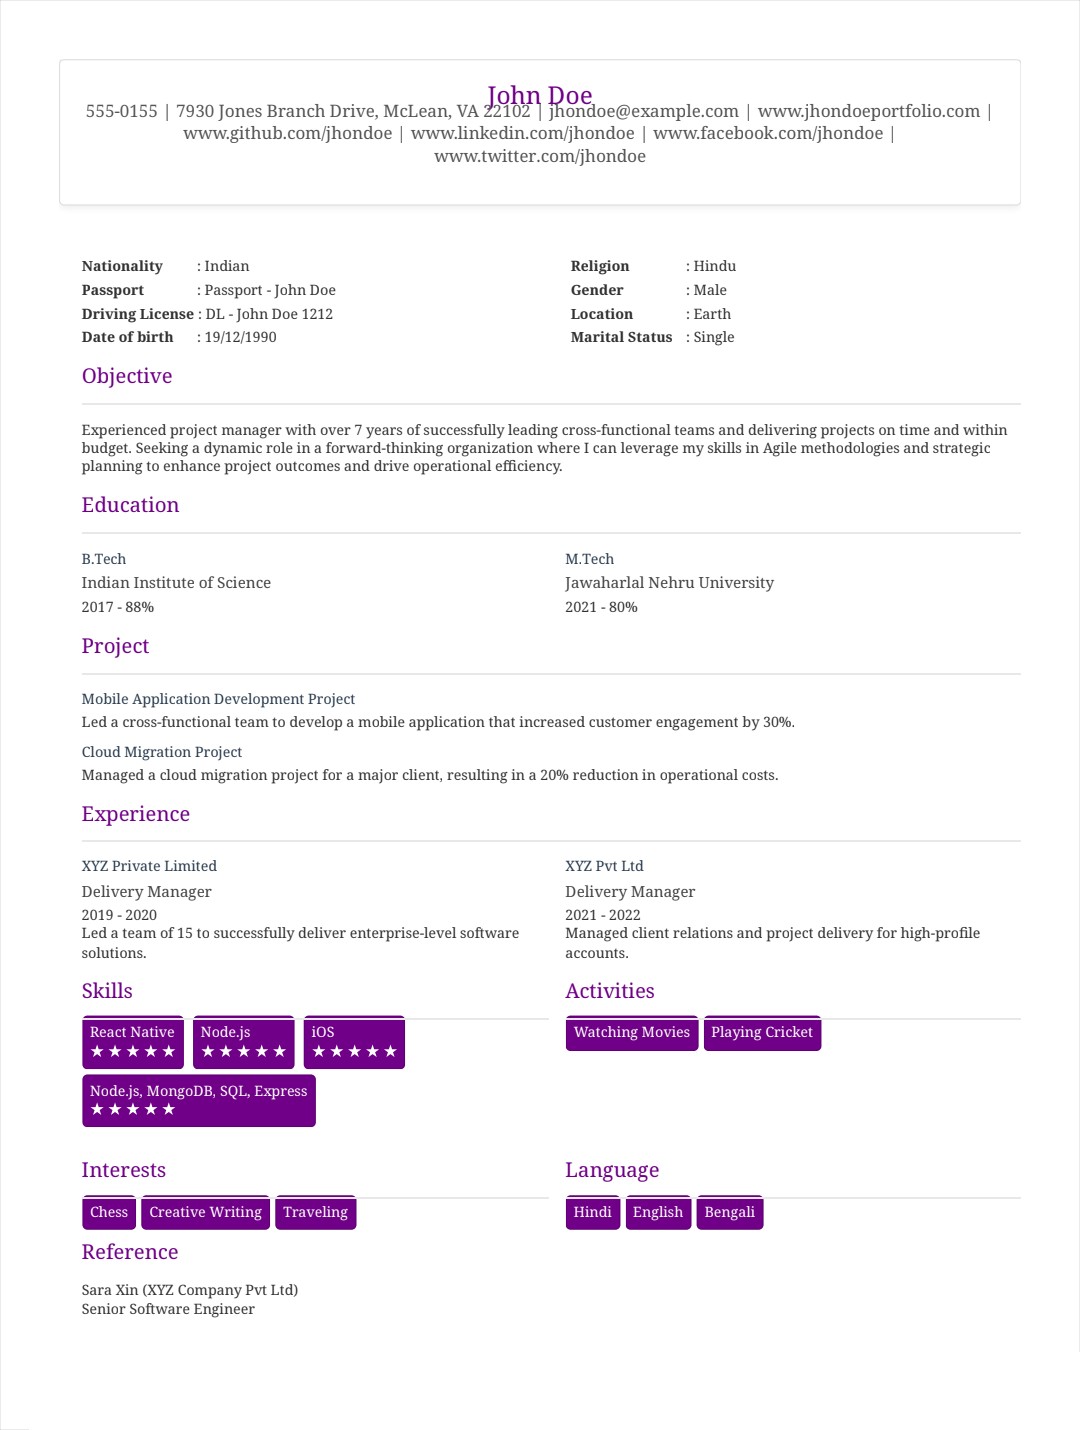 John Doe
555-0155 | 7930 Jones Branch Drive, McLean, VA 22102 | jhondoe@example.com | www.jhondoeportfolio.com |
www.github.com/jhondoe | www.linkedin.com/jhondoe | www.facebook.com/jhondoe |
www.twitter.com/jhondoe
Nationality : Indian
Passport : Passport - John Doe
Driving License : DL - John Doe 1212
Date of birth : 19/12/1990
Religion : Hindu
Gender : Male
Location : Earth
Marital Status : Single
Objective
Experienced project manager with over 7 years of successfully leading cross-functional teams and delivering projects on time and within
budget. Seeking a dynamic role in a forward-thinking organization where I can leverage my skills in Agile methodologies and strategic
planning to enhance project outcomes and drive operational efficiency.
Education
B.Tech
Indian Institute of Science
2017 - 88%
M.Tech
Jawaharlal Nehru University
2021 - 80%
Project
Mobile Application Development Project
Led a cross-functional team to develop a mobile application that increased customer engagement by 30%.
Cloud Migration Project
Managed a cloud migration project for a major client, resulting in a 20% reduction in operational costs.
Experience
XYZ Private Limited
Delivery Manager
2019 - 2020
Led a team of 15 to successfully deliver enterprise-level software
solutions.
XYZ Pvt Ltd
Delivery Manager
2021 - 2022
Managed client relations and project delivery for high-profile
accounts.
Skills
React Native
★ ★ ★ ★ ★
Node.js
★ ★ ★ ★ ★
iOS
★ ★ ★ ★ ★
Node.js, MongoDB, SQL, Express
★ ★ ★ ★ ★
Activities
Watching Movies
Playing Cricket
Interests
Chess
Creative Writing
Traveling
Language
Hindi
English
Bengali
Reference
Sara Xin (XYZ Company Pvt Ltd)
Senior Software Engineer